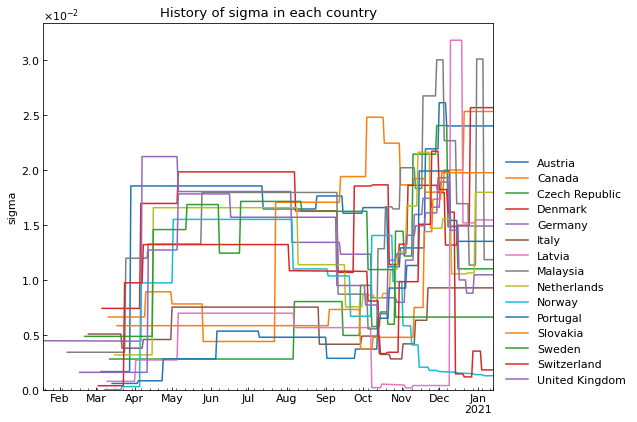 ×10⁻²
History of sigma in each country
3.0
2.5
2.0
1.5
1.0
0.5
0.0
sigma
Feb Mar Apr May Jun Jul Aug Sep Oct Nov Dec Jan
2021
Austria
Canada
Czech Republic
Denmark
Germany
Italy
Latvia
Malaysia
Netherlands
Norway
Portugal
Slovakia
Sweden
Switzerland
United Kingdom